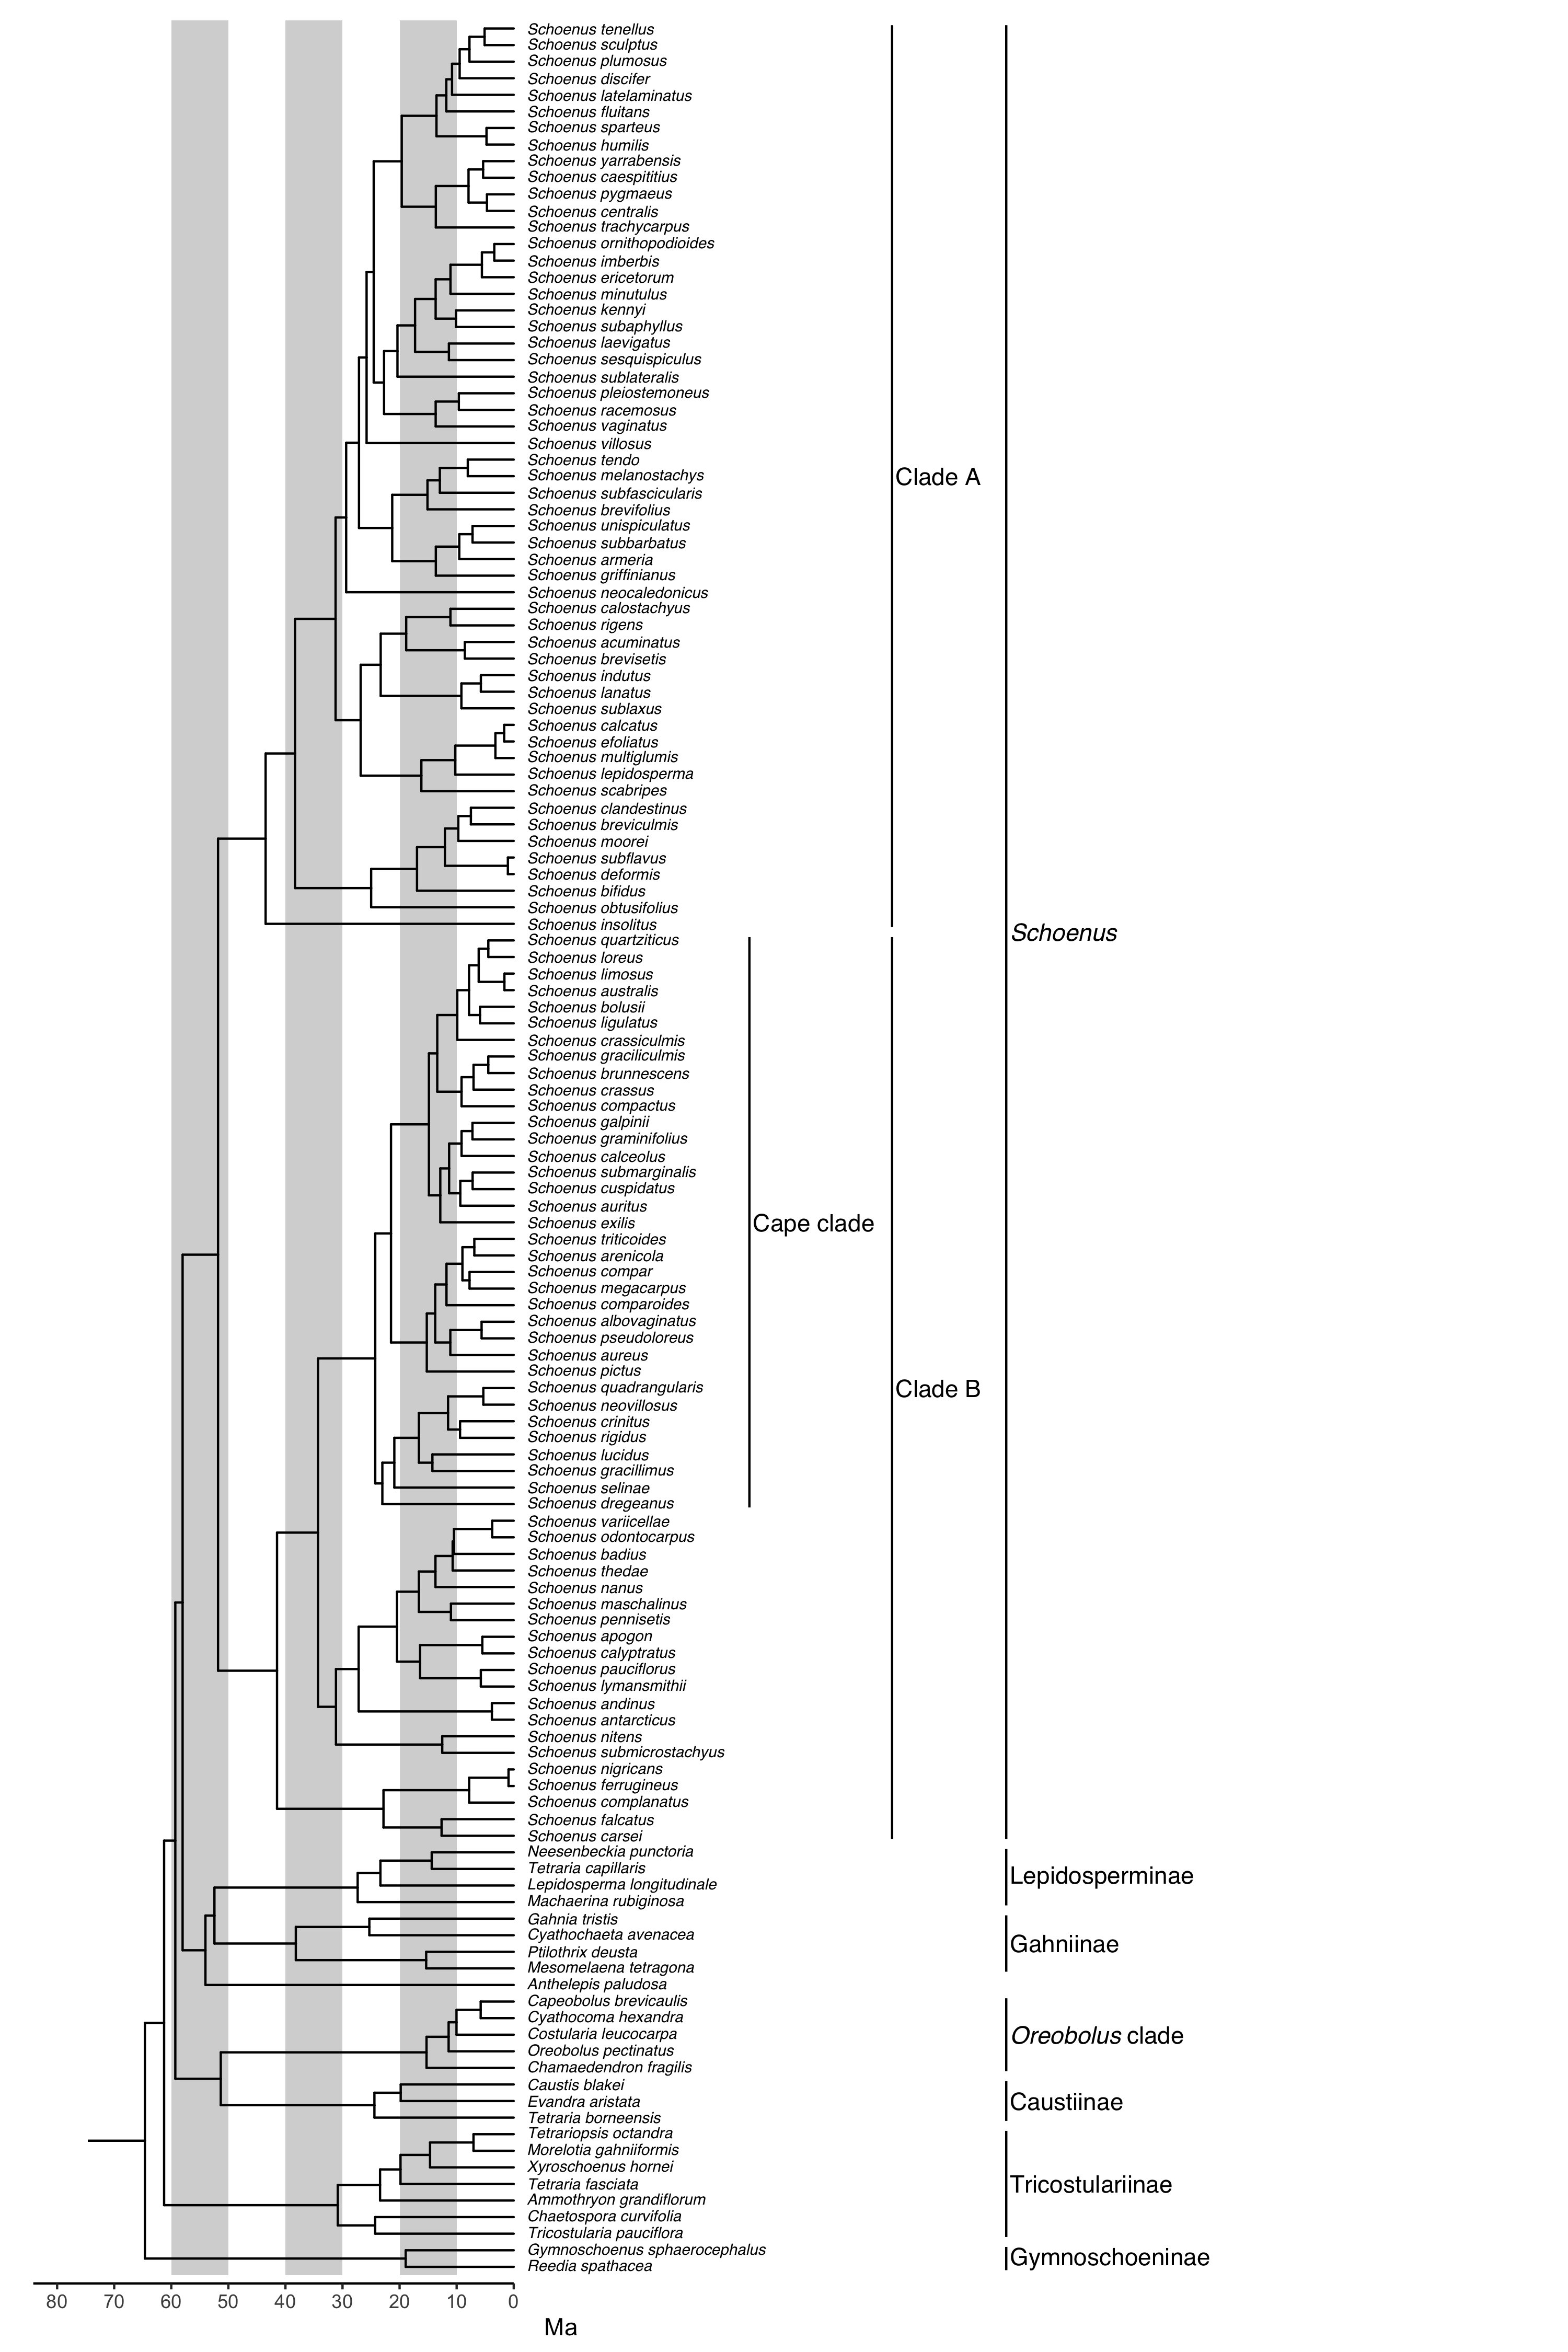 Schoenus tenellus
Schoenus sculptus
Schoenus plumosus
Schoenus discifer
Schoenus latelaminatus
Schoenus fluitans
Schoenus sparteus
Schoenus humilis
Schoenus yarrabensis
Schoenus caespititius
Schoenus pygmaeus
Schoenus centralis
Schoenus trachycarpus
Schoenus ornithopodioides
Schoenus imberbis
Schoenus ericetorum
Schoenus minutulus
Schoenus kennyi
Schoenus subaphyllus
Schoenus laevigatus
Schoenus sesquispiculus
Schoenus sublateralis
Schoenus pleiostemoneus
Schoenus racemosus
Schoenus vaginatus
Schoenus villosus
Schoenus tendo
Schoenus melanostachys
Clade A
Schoenus subfascicularis
Schoenus brevifolius
Schoenus unispiculatus
Schoenus subbarbatus
Schoenus armeria
Schoenus griffinianus
Schoenus neocaledonicus
Schoenus calostachyus
Schoenus rigens
Schoenus acuminatus
Schoenus brevisetis
Schoenus indutus
Schoenus lanatus
Schoenus sublaxus
Schoenus calcatus
Schoenus efoliatus
Schoenus multiglumis
Schoenus lepidosperma
Schoenus scabripes
Schoenus clandestinus
Schoenus breviculmis
Schoenus moorei
Schoenus subflavus
Schoenus deformis
Schoenus bifidus
Schoenus obtusifolius
Schoenus insolitus
Schoenus
Schoenus quartziticus
Schoenus loreus
Schoenus limosus
Schoenus australis
Schoenus bolusii
Schoenus ligulatus
Schoenus crassiculmis
Schoenus graciliculmis
Schoenus brunnescens
Schoenus crassus
Schoenus compactus
Schoenus galpinii
Schoenus graminifolius
Schoenus calceolus
Schoenus submarginalis
Schoenus cuspidatus
Schoenus auritus
Schoenus exilis
Cape clade
Schoenus triticoides
Schoenus arenicola
Schoenus compar
Schoenus megacarpus
Schoenus comparoides
Schoenus albovaginatus
Schoenus pseudoloreus
Schoenus aureus
Schoenus pictus
Schoenus quadrangularis
Clade B
Schoenus neovillosus
Schoenus crinitus
Schoenus rigidus
Schoenus lucidus
Schoenus gracillimus
Schoenus selinae
Schoenus dregeanus
Schoenus variicellae
Schoenus odontocarpus
Schoenus badius
Schoenus thedae
Schoenus nanus
Schoenus maschalinus
Schoenus pennisetis
Schoenus apogon
Schoenus calyptratus
Schoenus pauciflorus
Schoenus lymansmithii
Schoenus andinus
Schoenus antarcticus
Schoenus nitens
Schoenus submicrostachyus
Schoenus nigricans
Schoenus ferrugineus
Schoenus complanatus
Schoenus falcatus
Schoenus carsei
Neesenbeckia punctoria
Tetraria capillaris
Lepidosperminae
Lepidosperma longitudinale
Machaerina rubiginosa
Gahnia tristis
Cyathochaeta avenacea
Gahniinae
Ptilothrix deusta
Mesomelaena tetragona
Anthelepis paludosa
Capeobolus brevicaulis
Cyathocoma hexandra
Costularia leucocarpa
Oreobolus clade
Oreobolus pectinatus
Chamaedendron fragilis
Caustis blakei
Evandra aristata
Caustiinae
Tetraria borneensis
Tetrariopsis octandra
Morelotia gahniiformis
Xyroschoenus hornei
Tetraria fasciata
Tricostulariinae
Ammothryon grandiflorum
Chaetospora curvifolia
Tricostularia pauciflora
Gymnoschoenus sphaerocephalus
Gymnoschoeninae
Reedia spathacea
80 70 60 50 40 30 20 10 0
Ma